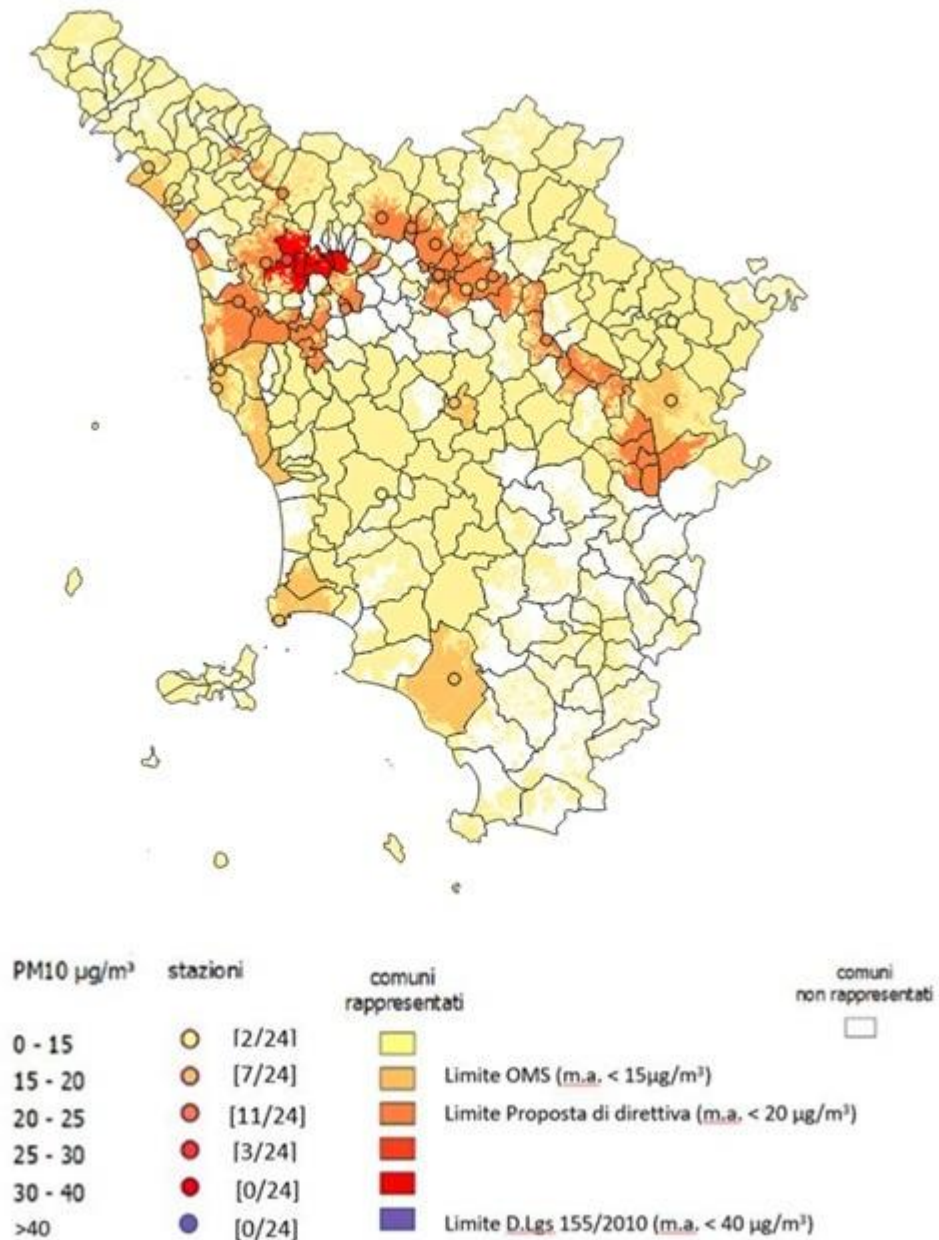 PM10 µg/m³ stazioni comuni rappresentati comuni non rappresentati
0 - 15 [2/24]
15 - 20 [7/24] Limite OMS (m.a. < 15µg/m³)
20 - 25 [11/24] Limite Proposta di direttiva (m.a. < 20 µg/m³)
25 - 30 [3/24]
30 - 40 [0/24]
>40 [0/24] Limite D.Lgs 155/2010 (m.a. < 40 µg/m³)